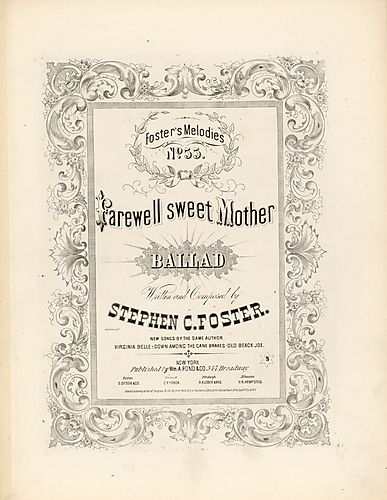 Foster's Melodies
No. 55.
Farewell sweet Mother
BALLAD
Written and Composed by
STEPHEN C. FOSTER.
NEW SONGS BY THE SAME AUTHOR
VIRGINIA BELLE - DOWN AMONG THE CANE BRAKES - OLD BLACK JOE.
NEW YORK
Published by Wm. A. POND & CO. 547 Broadway.